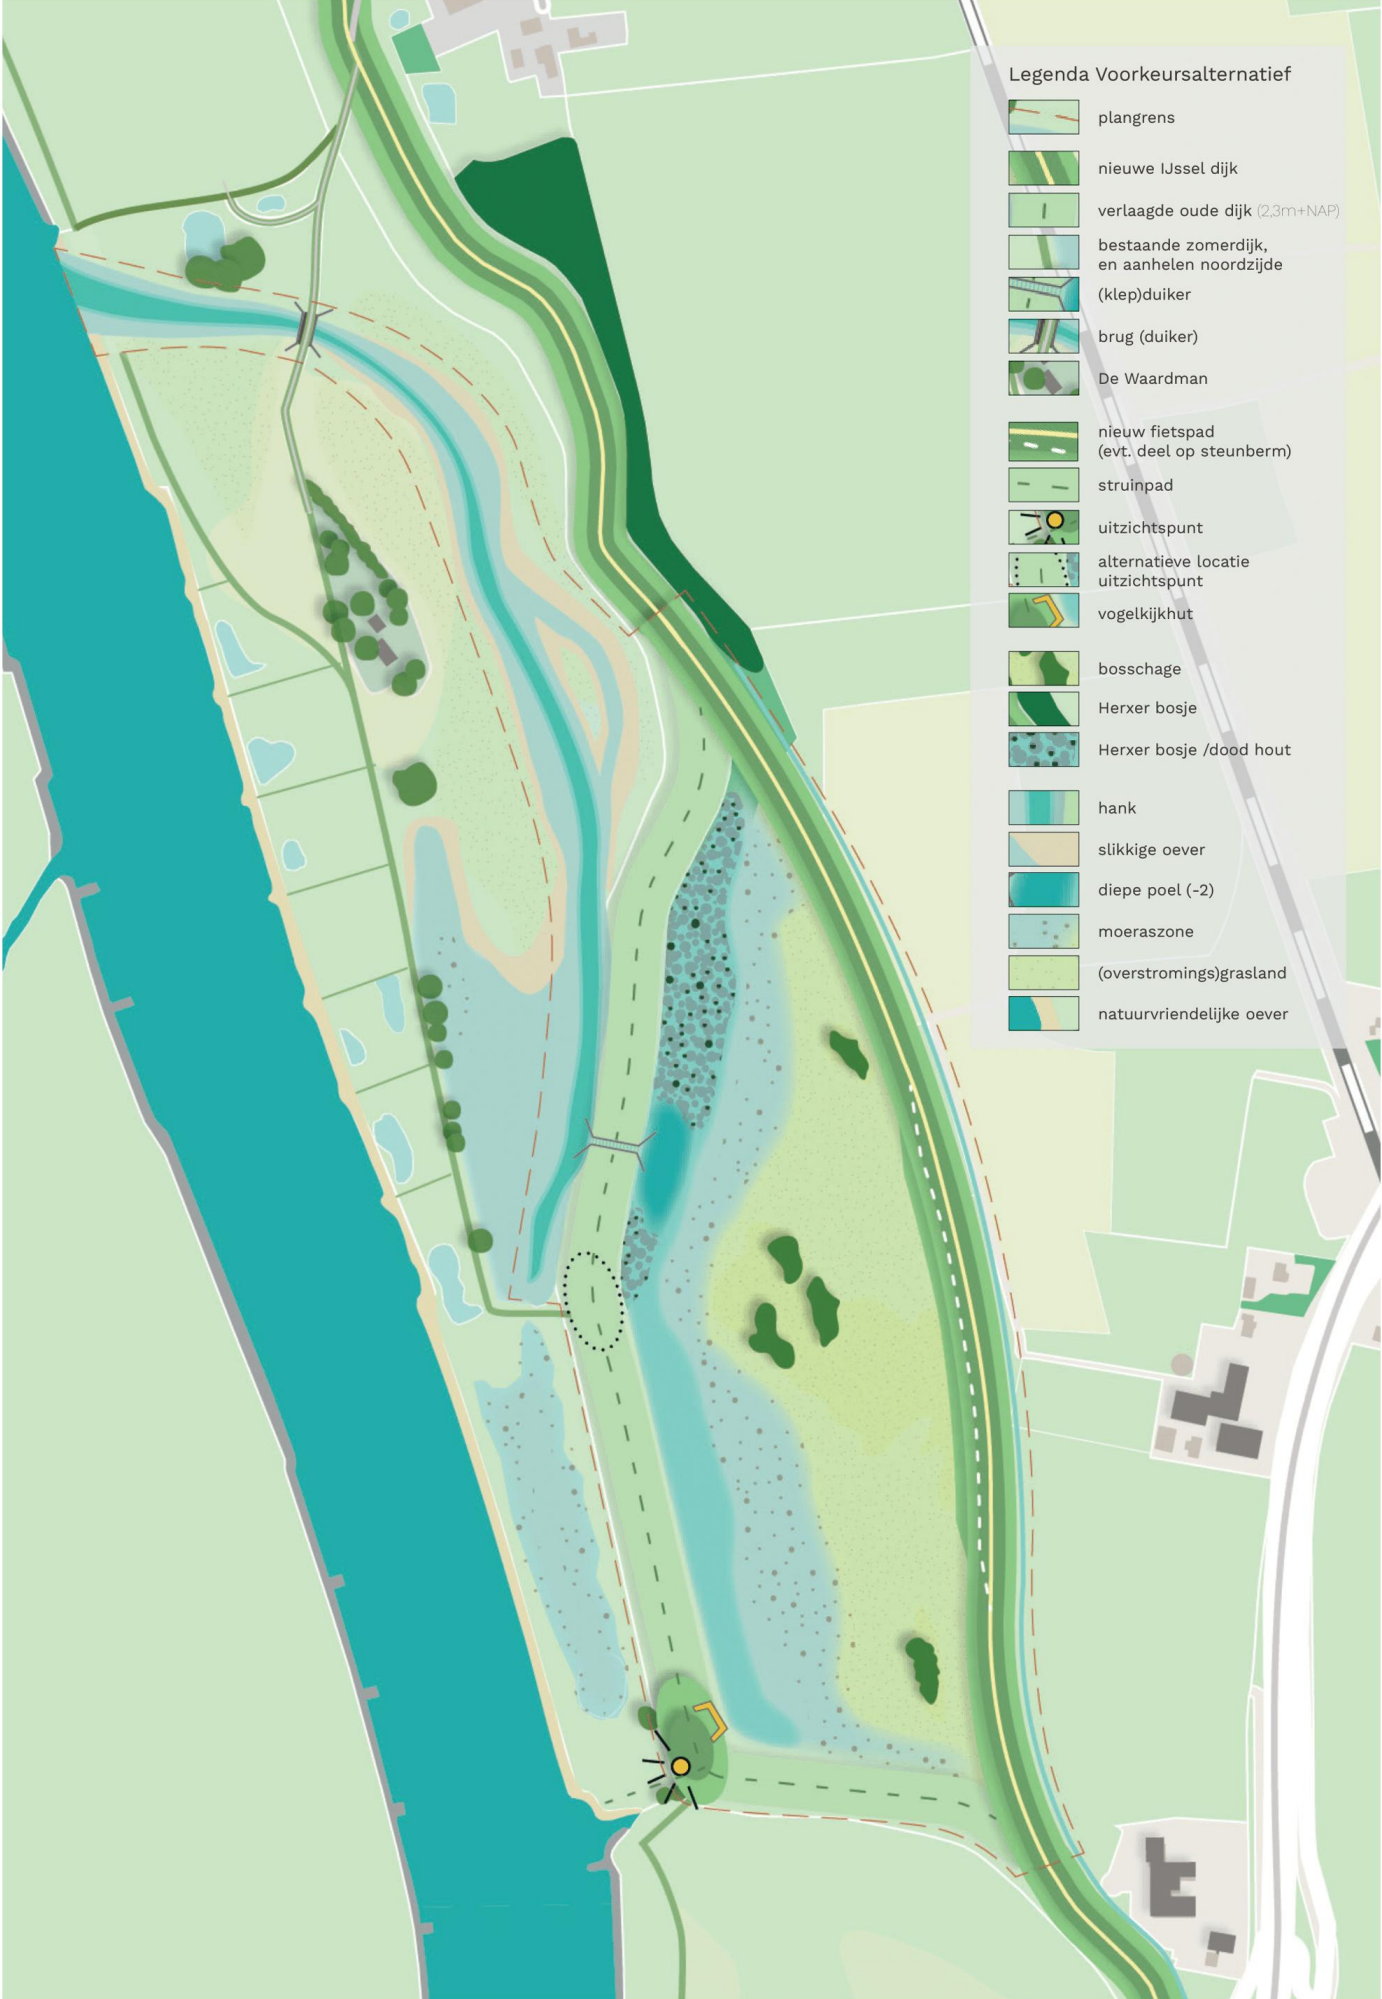 Legenda Voorkeursalternatief
plangrens
nieuwe IJssel dijk
verlaagde oude dijk (2,3m+NAP)
bestaande zomerdijk,
en aanhelen noordzijde
(klep)duiker
brug (duiker)
De Waardman
nieuw fietspad
(evt. deel op steunberm)
struinpad
uitzichtspunt
alternatieve locatie
uitzichtspunt
vogelkijkhut
bosschage
Herxer bosje
Herxer bosje /dood hout
hank
slikkige oever
diepe poel (-2)
moeraszone
(overstromings)grasland
natuurvriendelijke oever